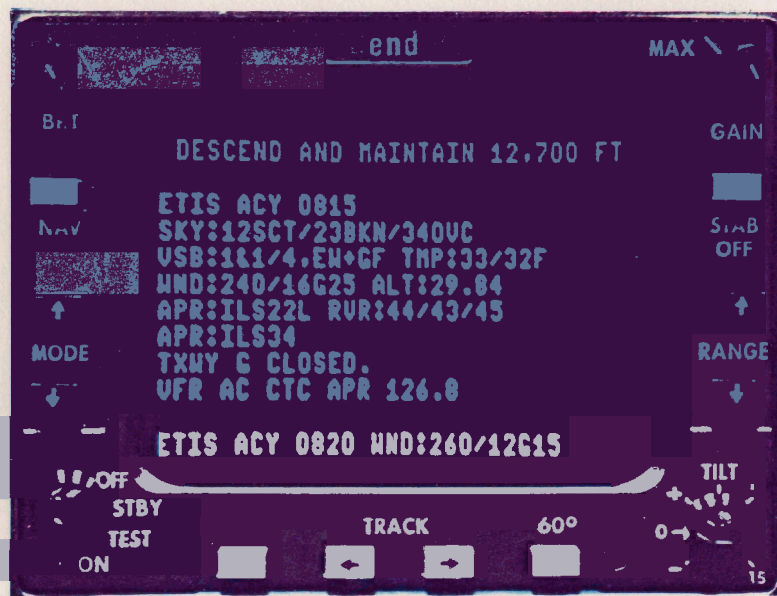 end
MAX
GAIN
DESCEND AND MAINTAIN 12,700 FT
ETIS ACY 0815
NAV
SKY:12SCT/23BKN/34OVC
STAB
OFF
VSB:1&1/4,EW+GF TMP:33/32F
WND:240/16G25 ALT:29.84
APR:ILS22L RVR:44/43/45
APR:ILS34
MODE
RANGE
TXWY G CLOSED.
VFR AC CTC APR 126.8
ETIS ACY 0820 WND:260/12G15
OFF
TILT
STBY
+
TRACK
60°
TEST
0→
ON
← →
15